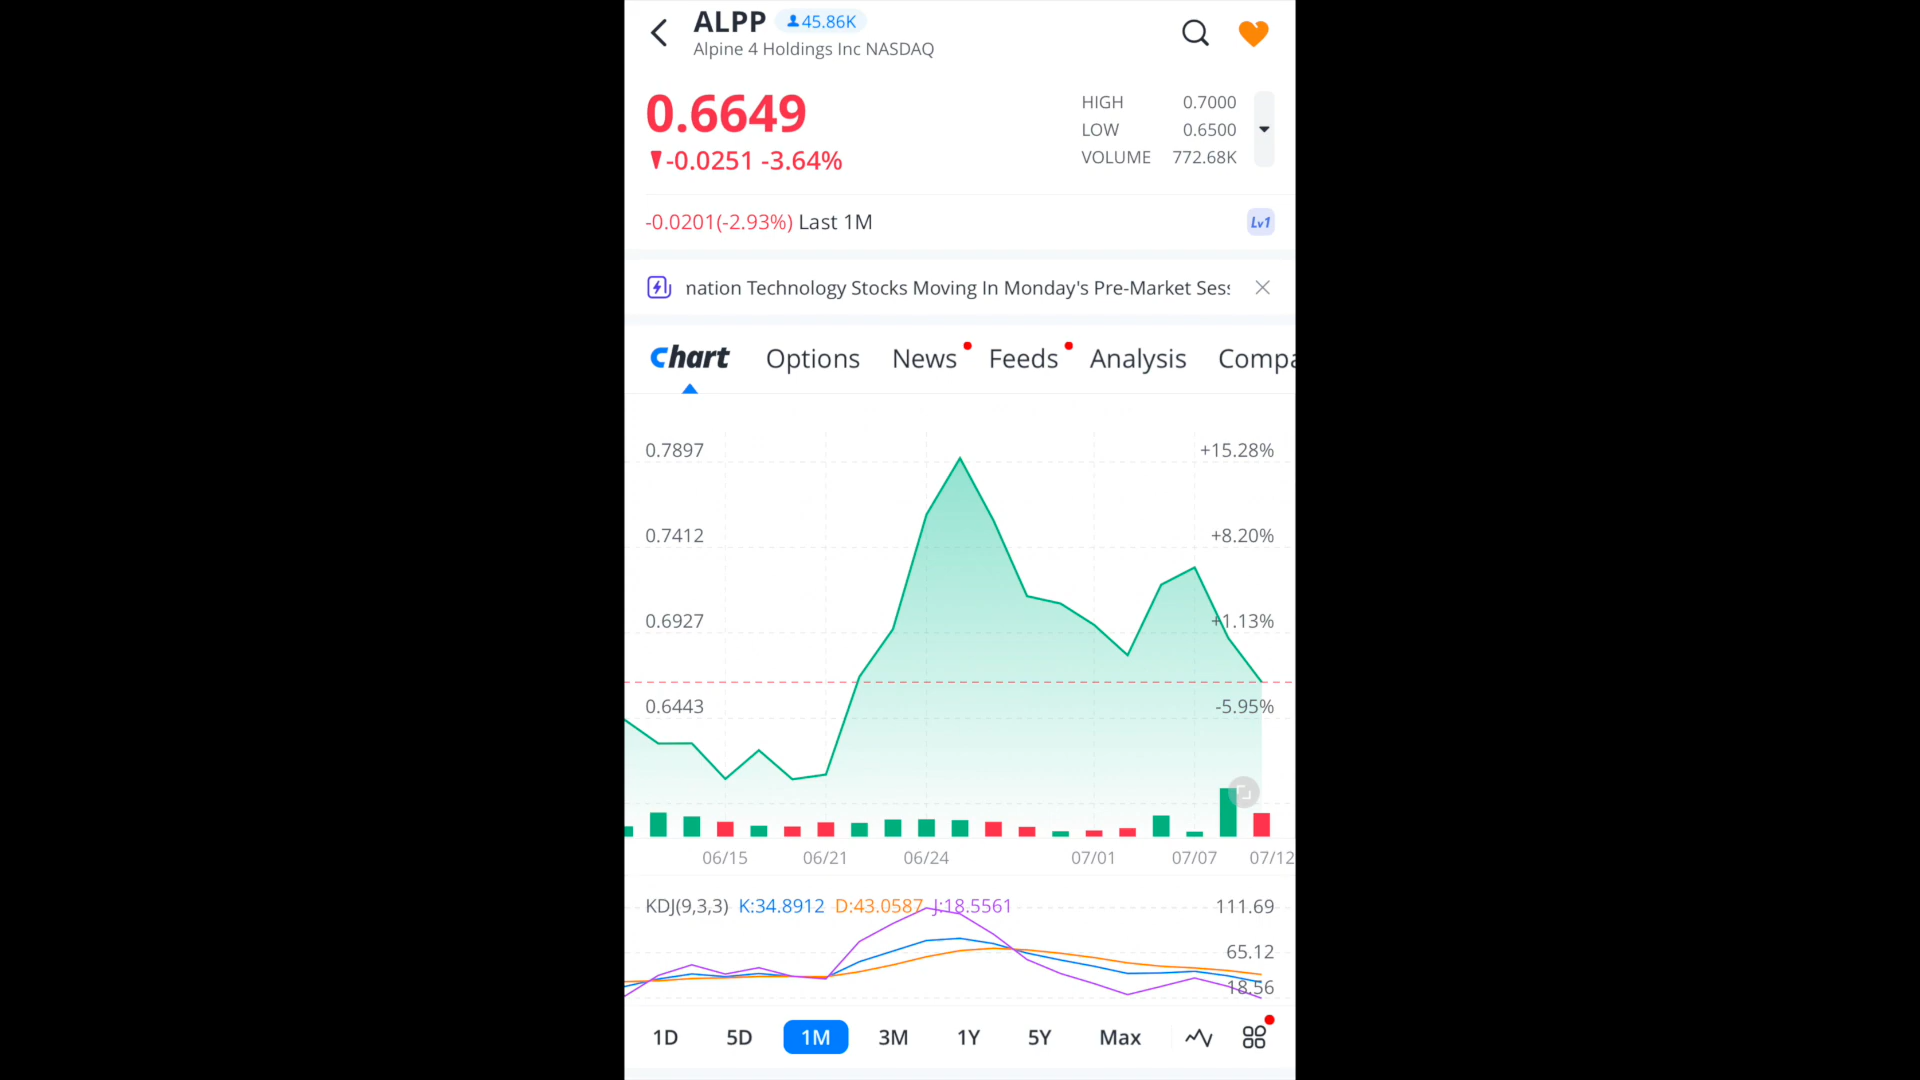 ALPP 45.86K
Alpine 4 Holdings Inc NASDAQ
0.6649
-0.0251 -3.64%
HIGH 0.7000
LOW 0.6500
VOLUME 772.68K
-0.0201(-2.93%) Last 1M
Lv1
nation Technology Stocks Moving In Monday's Pre-Market Ses
Chart Options News Feeds Analysis Compa
0.7897 +15.28%
0.7412 +8.20%
0.6927 +1.13%
0.6443 -5.95%
06/15 06/21 06/24 07/01 07/07 07/12
KDJ(9,3,3) K:34.8912 D:43.0587 J:18.5561 111.69
65.12
18.56
1D 5D 1M 3M 1Y 5Y Max